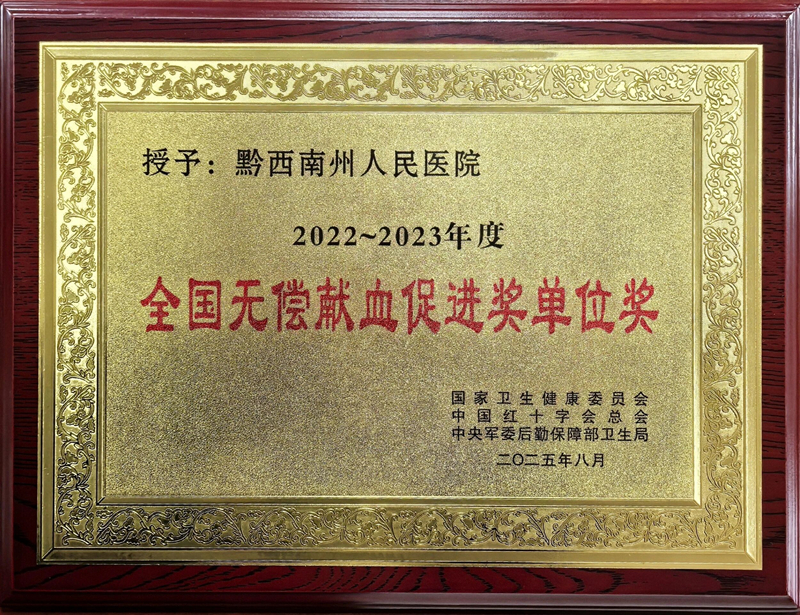 授予：黔西南州人民医院
2022~2023年度
全国无偿献血促进奖单位奖
国家卫生健康委员会
中国红十字会总会
中央军委后勤保障部卫生局
二〇二五年八月